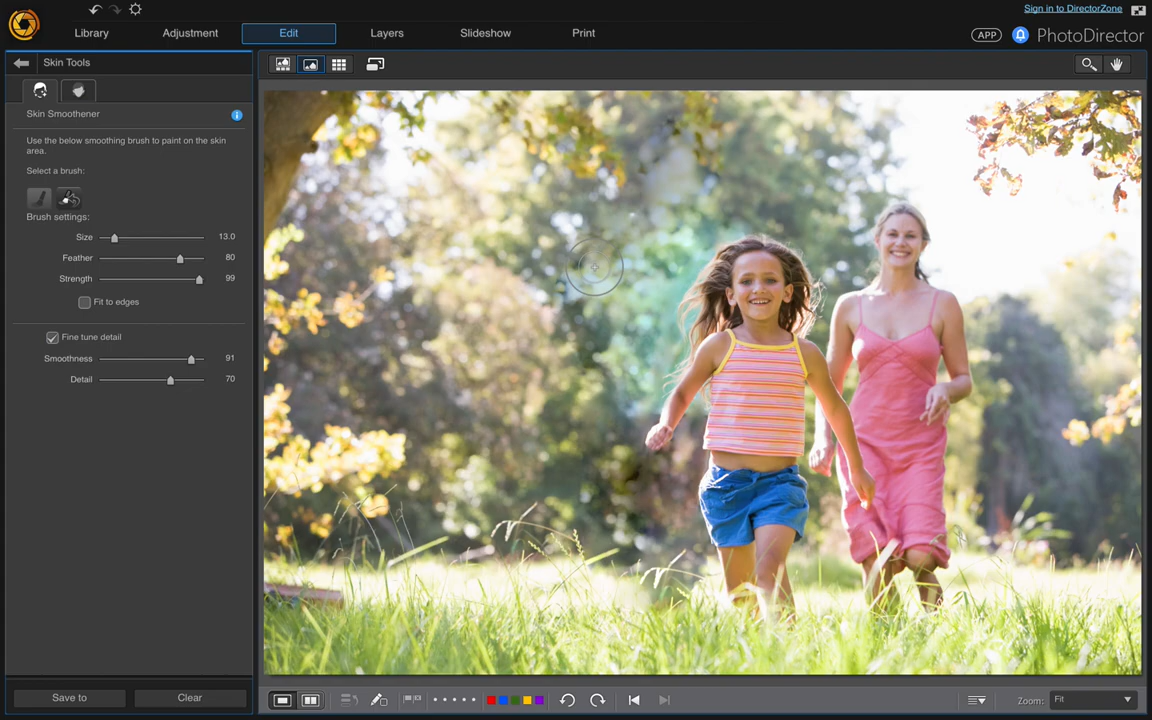 Sign in to DirectorZone
Library
Adjustment
Edit
Layers
Slideshow
Print
APP
PhotoDirector
Skin Tools
Skin Smoothener
Use the below smoothing brush to paint on the skin
area.
Select a brush:
Brush settings:
Size 13.0
Feather 80
Strength 99
Fit to edges
Fine tune detail
Smoothness 91
Detail 70
Save to
Clear
Zoom: Fit